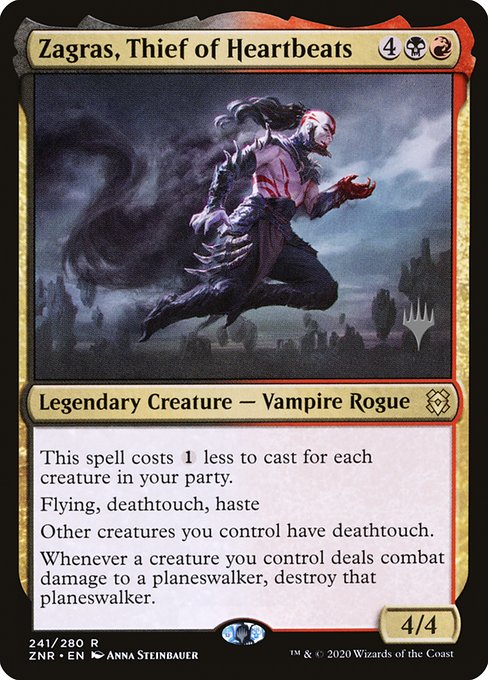 Zagras, Thief of Heartbeats 4
Legendary Creature — Vampire Rogue
This spell costs 1 less to cast for each
creature in your party.
Flying, deathtouch, haste
Other creatures you control have deathtouch.
Whenever a creature you control deals combat
damage to a planeswalker, destroy that
planeswalker.
4/4
241/280 R
ZNR • EN Anna Steinbauer
™ & © 2020 Wizards of the Coast